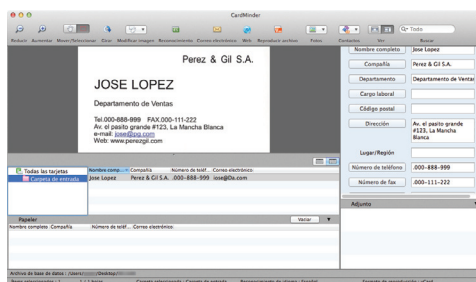 CardMinder
Reducir Aumentar Mover/Seleccionar Girar Modificar imagen Reconocimiento Correo electrónico Web Reproducir archivo Fotos Contactos Ver Buscar
Todo
Perez & Gil S.A.
JOSE LOPEZ
Departamento de Ventas
Tel.000-888-999 FAX.000-111-222
Av. el pasito grande #123, La Mancha
Blanca
e-mail: jose@pg.com
Web: www.perezgil.com
Nombre completo Jose Lopez
Compañía Perez & Gil S.A.
Departamento Departamento de Ventas
Cargo laboral
Código postal
Dirección Av. el pasito grande
#123, La Mancha
Blanca
Lugar/Región
Número de teléfono .000-888-999
Número de fax .000-111-222
Adjunto
Todas las tarjetas
Carpeta de entrada
Nombre comp... Compañía Número de teléf... Correo electrónico
Jose Lopez Perez & Gil S.A. .000-888-999 jose@Da.com
Papeler
Vaciar
Nombre completo Compañía Número de teléf... Correo electrónico
Archivo de base de datos : /Users/ /Desktop/